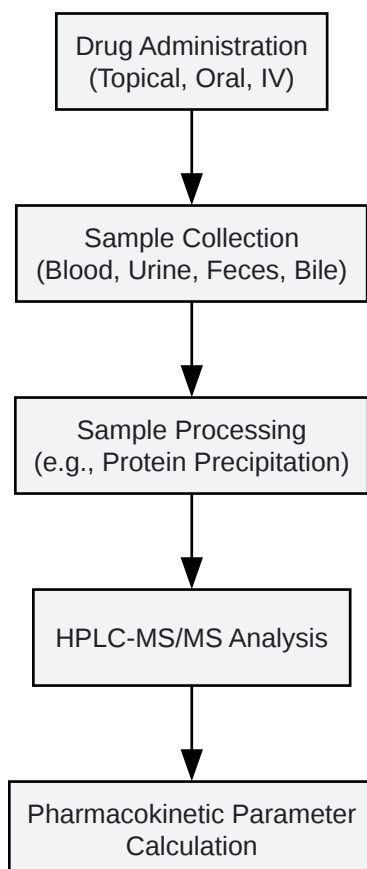 Drug Administration
(Topical, Oral, IV)
Sample Collection
(Blood, Urine, Feces, Bile)
Sample Processing
(e.g., Protein Precipitation)
HPLC-MS/MS Analysis
Pharmacokinetic Parameter
Calculation